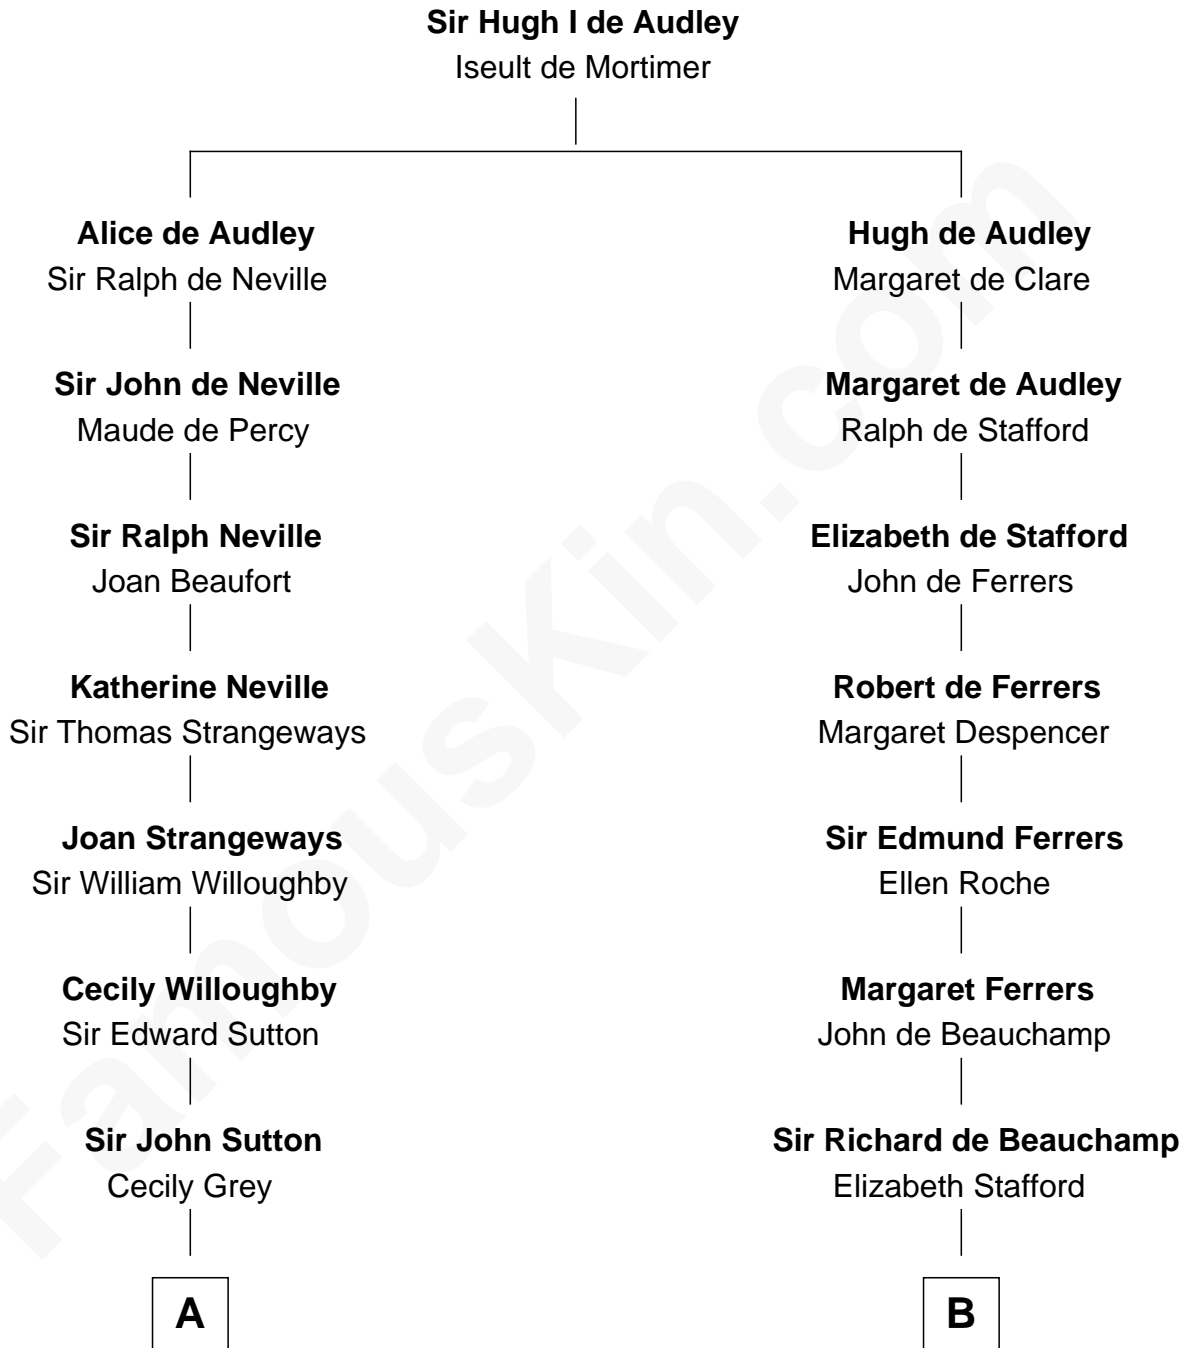 Sir Hugh I de Audley
Iseult de Mortimer
Alice de Audley
Sir Ralph de Neville
Hugh de Audley
Margaret de Clare
Sir John de Neville
Maude de Percy
Margaret de Audley
Ralph de Stafford
Sir Ralph Neville
Joan Beaufort
Elizabeth de Stafford
John de Ferrers
Katherine Neville
Sir Thomas Strangeways
Robert de Ferrers
Margaret Despencer
Joan Strangeways
Sir William Willoughby
Sir Edmund Ferrers
Ellen Roche
Cecily Willoughby
Sir Edward Sutton
Margaret Ferrers
John de Beauchamp
Sir John Sutton
Cecily Grey
Sir Richard de Beauchamp
Elizabeth Stafford
A
B
FamousKin.com